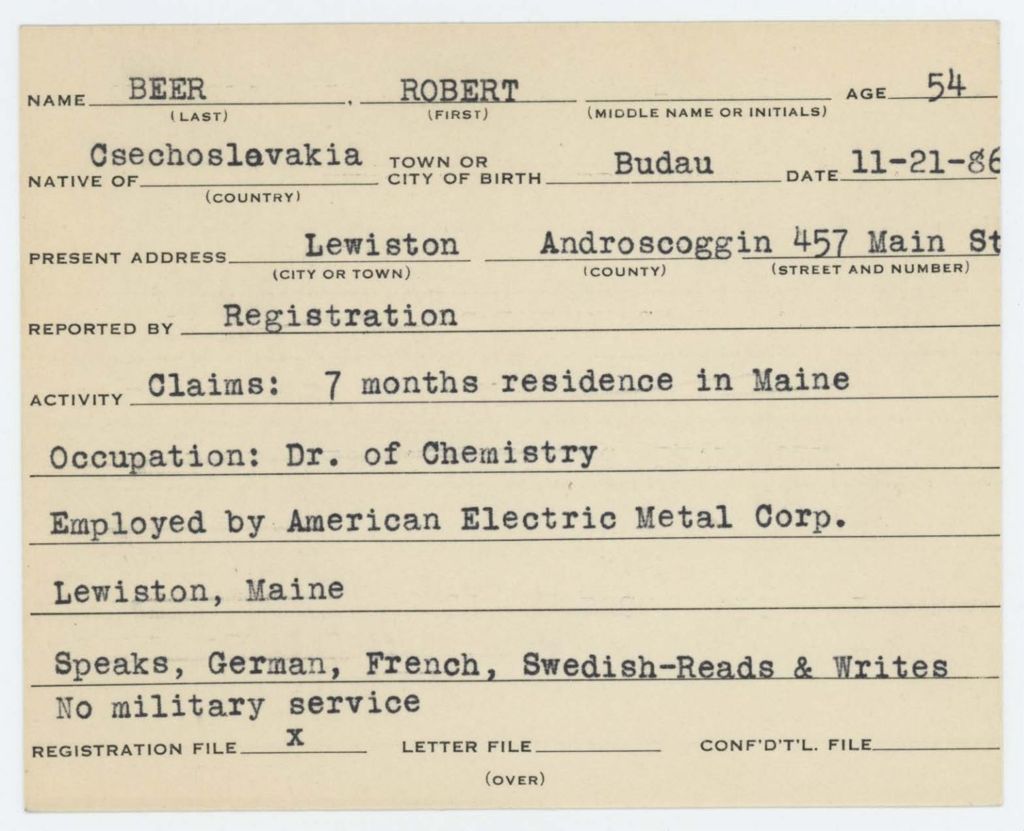 NAME BEER, ROBERT AGE 54
(LAST) (FIRST) (MIDDLE NAME OR INITIALS)
NATIVE OF Csechoslavakia TOWN OR CITY OF BIRTH Budau DATE 11-21-86
(COUNTRY)
PRESENT ADDRESS Lewiston Androscoggin 457 Main St
(CITY OR TOWN) (COUNTY) (STREET AND NUMBER)
REPORTED BY Registration
ACTIVITY Claims: 7 months residence in Maine
Occupation: Dr. of Chemistry
Employed by American Electric Metal Corp.
Lewiston, Maine
Speaks, German, French, Swedish-Reads & Writes
No military service
REGISTRATION FILE X LETTER FILE CONF'D'T'L. FILE
(OVER)